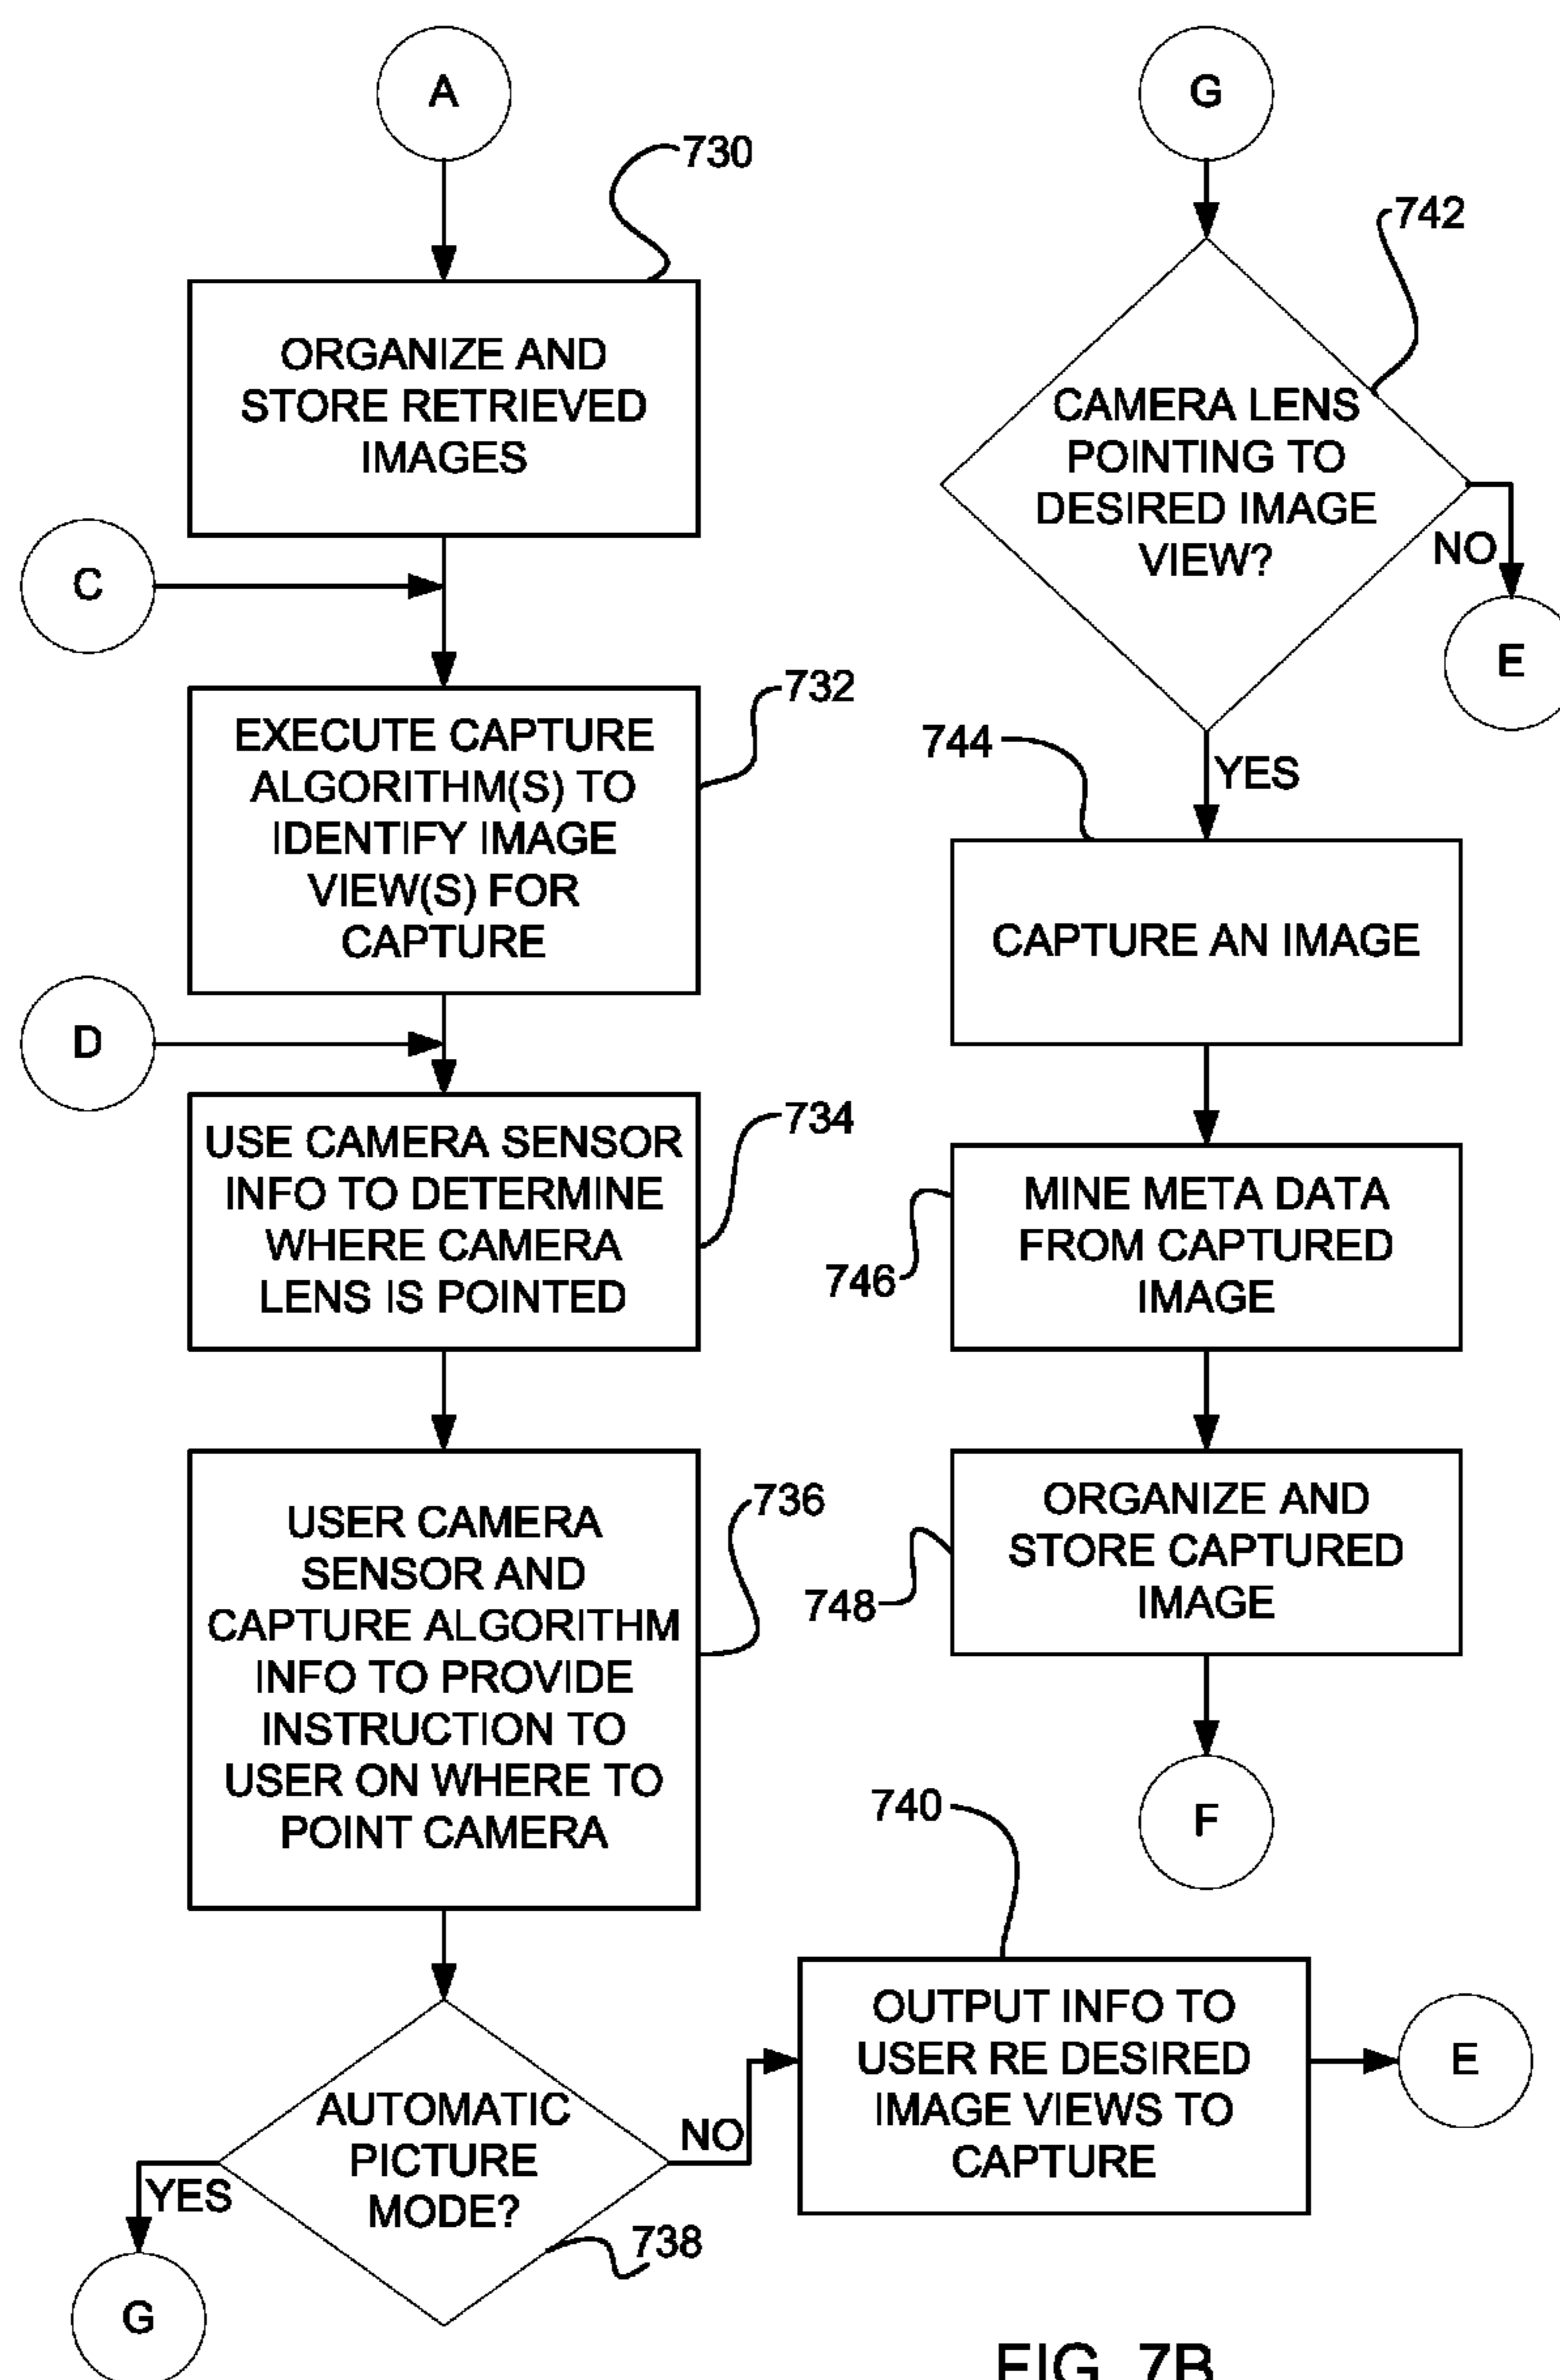 A
730
ORGANIZE AND
STORE RETRIEVED
IMAGES
C
732
EXECUTE CAPTURE
ALGORITHM(S) TO
IDENTIFY IMAGE
VIEW(S) FOR
CAPTURE
D
734
USE CAMERA SENSOR
INFO TO DETERMINE
WHERE CAMERA
LENS IS POINTED
736
USER CAMERA
SENSOR AND
CAPTURE ALGORITHM
INFO TO PROVIDE
INSTRUCTION TO
USER ON WHERE TO
POINT CAMERA
AUTOMATIC
PICTURE
MODE?
738
YES
G
NO
740
OUTPUT INFO TO
USER RE DESIRED
IMAGE VIEWS TO
CAPTURE
E
G
742
CAMERA LENS
POINTING TO
DESIRED IMAGE
VIEW?
NO
E
YES
744
CAPTURE AN IMAGE
746
MINE META DATA
FROM CAPTURED
IMAGE
748
ORGANIZE AND
STORE CAPTURED
IMAGE
F
FIG. 7B